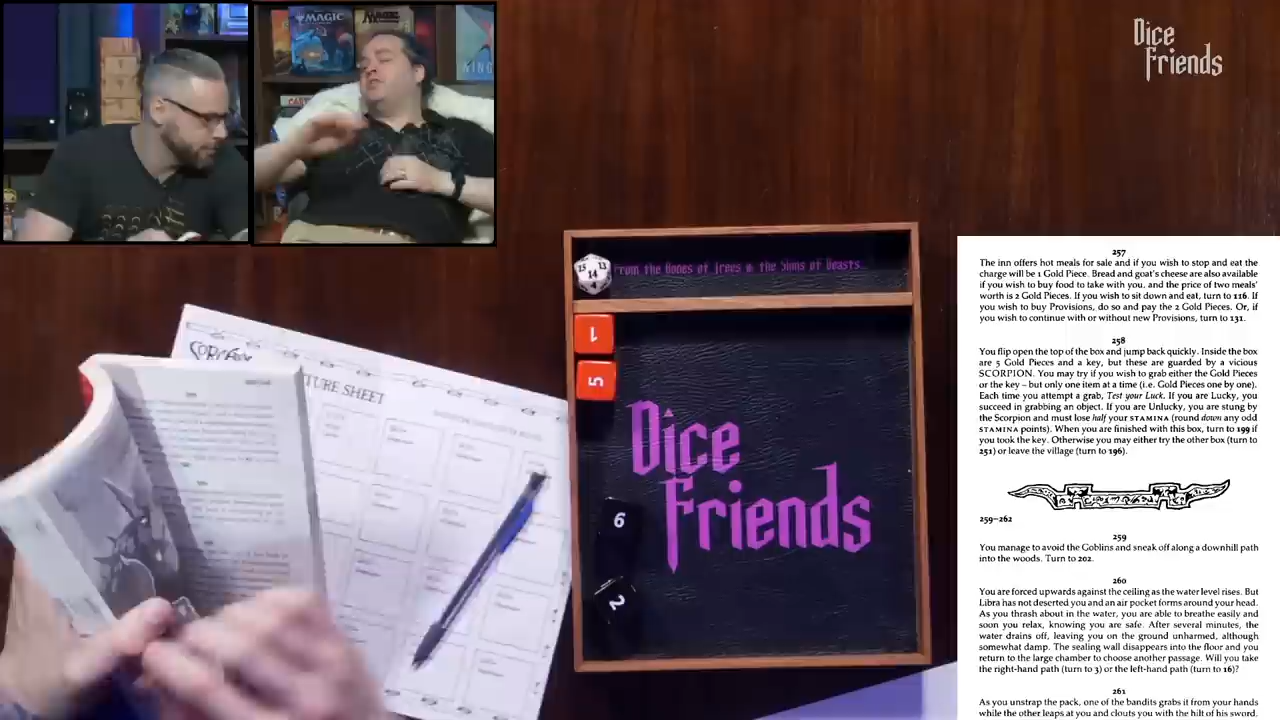 MAGIC
Dice
Friends
From the Bones of Trees & the Skins of Beasts
15 13
14
4
1
5
6
2
Dice
Friends
TURE SHEET
257
The inn offers hot meals for sale and if you wish to stop and eat the
charge will be 1 Gold Piece. Bread and goat's cheese are also available
if you wish to buy food to take with you, and the price of two meals'
worth is 2 Gold Pieces. If you wish to sit down and eat, turn to 116. If
you wish to buy Provisions, do so and pay the 2 Gold Pieces. Or, if
you wish to continue with or without new Provisions, turn to 131.
258
You flip open the top of the box and jump back quickly. Inside the box
are 5 Gold Pieces and a key, but these are guarded by a vicious
SCORPION. You may try if you wish to grab either the Gold Pieces
or the key – but only one item at a time (i.e. Gold Pieces one by one).
Each time you attempt a grab, Test your Luck. If you are Lucky, you
succeed in grabbing an object. If you are Unlucky, you are stung by
the Scorpion and must lose half your STAMINA (round down any odd
STAMINA points). When you are finished with this box, turn to 199 if
you took the key. Otherwise you may either try the other box (turn to
251) or leave the village (turn to 196).
259–262
259
You manage to avoid the Goblins and sneak off along a downhill path
into the woods. Turn to 202.
260
You are forced upwards against the ceiling as the water level rises. But
Libra has not deserted you and an air pocket forms around your head.
As you thrash about in the water, you are able to breathe easily and
soon you relax, knowing you are safe. After several minutes, the
water drains off, leaving you on the ground unharmed, although
somewhat damp. The sealing wall disappears into the floor and you
return to the large chamber to choose another passage. Will you take
the right-hand path (turn to 3) or the left-hand path (turn to 16)?
261
As you unstrap the pack, one of the bandits grabs it from your hands
while the other leaps at you and clouts you with the hilt of his sword.